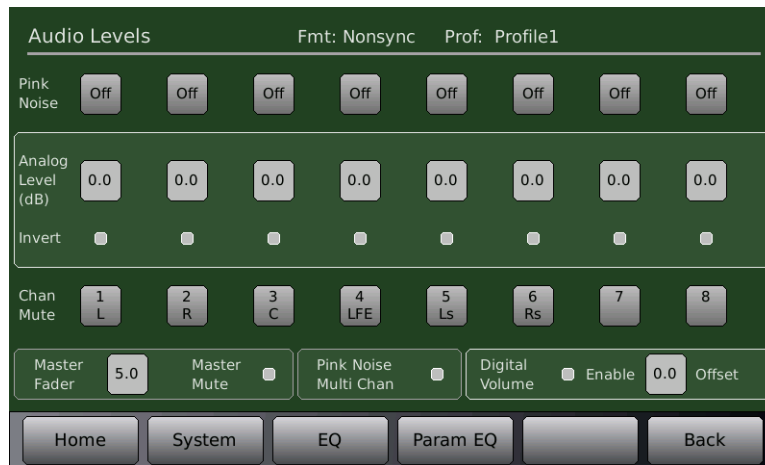 Audio Levels Fmt: Nonsync Prof: Profile1
Pink
Noise
Off Off Off Off Off Off Off Off
Analog
Level
(dB)
0.0 0.0 0.0 0.0 0.0 0.0 0.0 0.0
Invert
Chan
Mute
1 2 3 4 5 6 7 8
L R C LFE Ls Rs
Master
Fader
5.0
Master
Mute
Pink Noise
Multi Chan
Digital
Volume
Enable
0.0
Offset
Home System EQ Param EQ Back